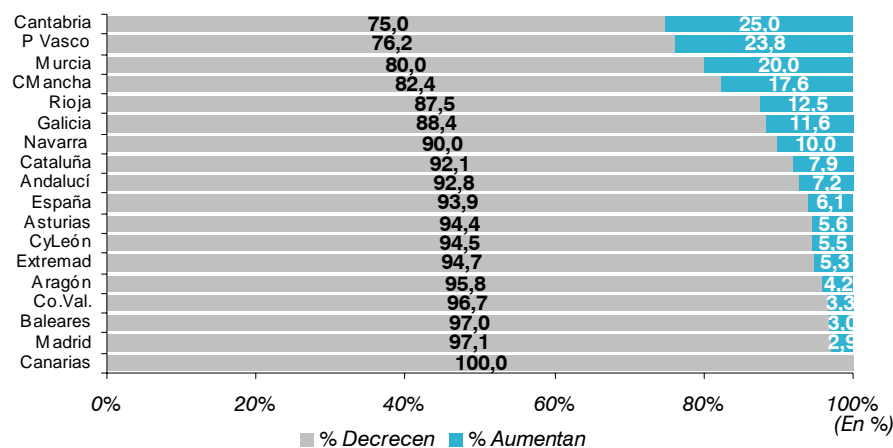 Cantabria 75,0 25,0
P Vasco 76,2 23,8
Murcia 80,0 20,0
CMancha 82,4 17,6
Rioja 87,5 12,5
Galicia 88,4 11,6
Navarra 90,0 10,0
Cataluña 92,1 7,9
Andalucí 92,8 7,2
España 93,9 6,1
Asturias 94,4 5,6
CyLeón 94,5 5,5
Extremad 94,7 5,3
Aragón 95,8 4,2
Co.Val. 96,7 3,3
Baleares 97,0 3,0
Madrid 97,1 2,9
Canarias 100,0
0% 20% 40% 60% 80% 100%
(En %)
% Decrecen % Aumentan